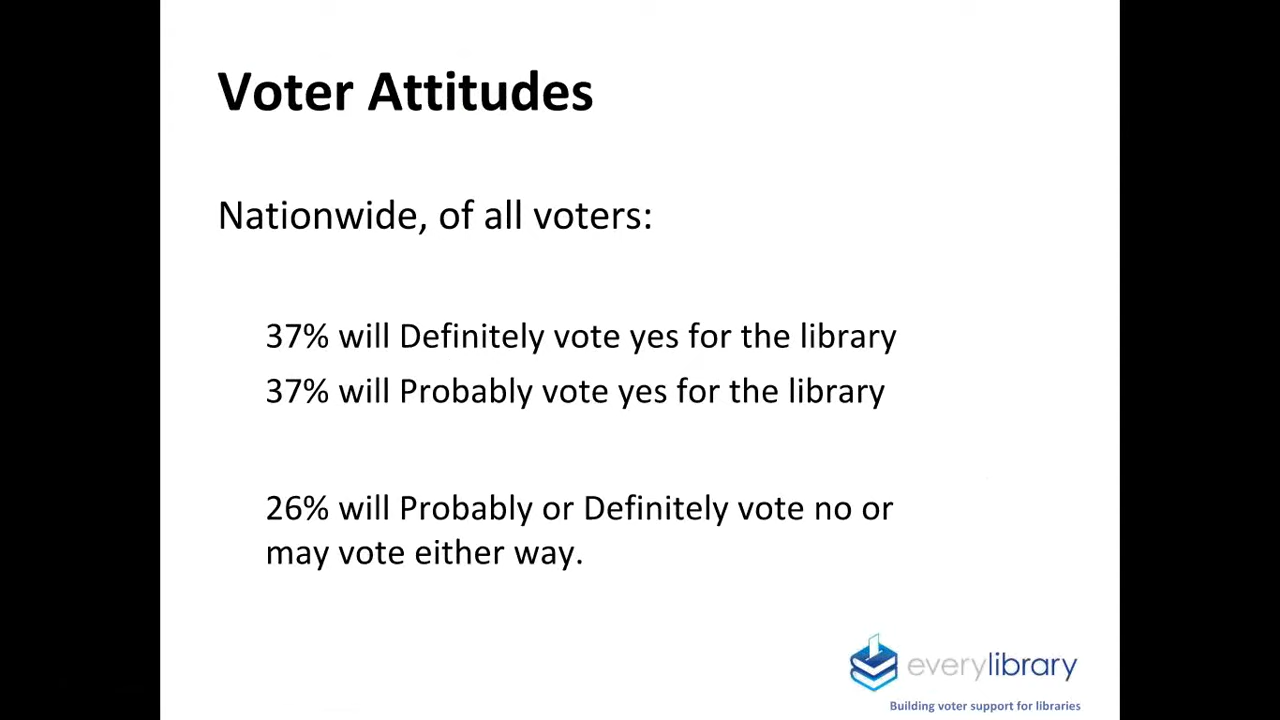 Voter Attitudes
Nationwide, of all voters:
37% will Definitely vote yes for the library
37% will Probably vote yes for the library
26% will Probably or Definitely vote no or
may vote either way.
everylibrary
Building voter support for libraries